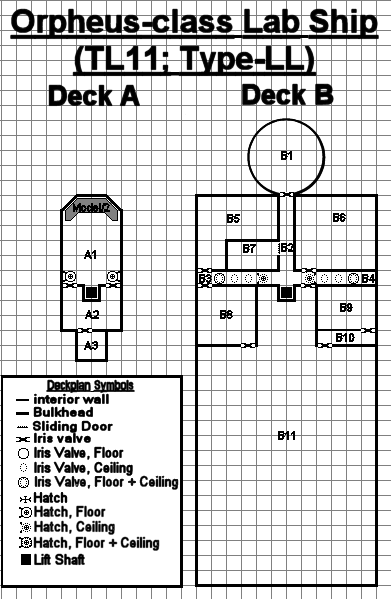 Orpheus-class Lab Ship
(TL11; Type-LL)
Deck A
Deck B
Model/2
A1
A2
A3
B1
B5
B6
B7
B2
B3
B4
B8
B9
B10
B11
Deckplan Symbols
interior wall
Bulkhead
Sliding Door
Iris valve
Iris Valve, Floor
Iris Valve, Ceiling
Iris Valve, Floor + Ceiling
Hatch
Hatch, Floor
Hatch, Ceiling
Hatch, Floor + Ceiling
Lift Shaft